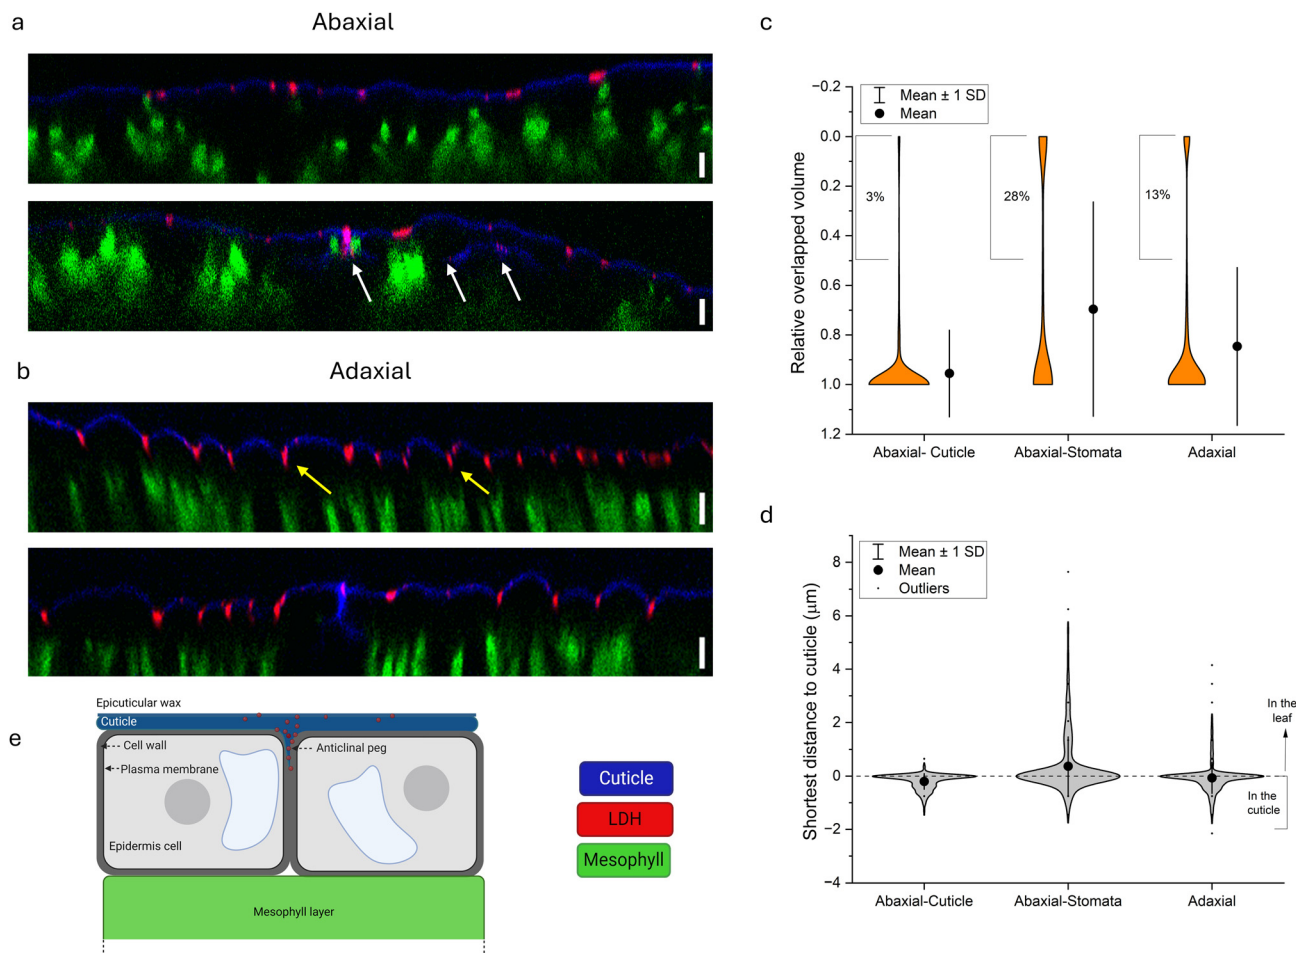 a
Abaxial
b
Adaxial
c
−0.2
0.0
0.2
0.4
0.6
0.8
1.0
1.2
Relative overlapped volume
Mean ± 1 SD
Mean
3%
28%
13%
Abaxial- Cuticle
Abaxial-Stomata
Adaxial
d
8
6
4
2
0
−2
−4
Shortest distance to cuticle (μm)
Mean ± 1 SD
Mean
Outliers
In the
leaf
In the
cuticle
Abaxial-Cuticle
Abaxial-Stomata
Adaxial
e
Epicuticular wax
Cuticle
Cell wall
Anticlinal peg
Plasma membrane
Epidermis cell
Mesophyll layer
Cuticle
LDH
Mesophyll